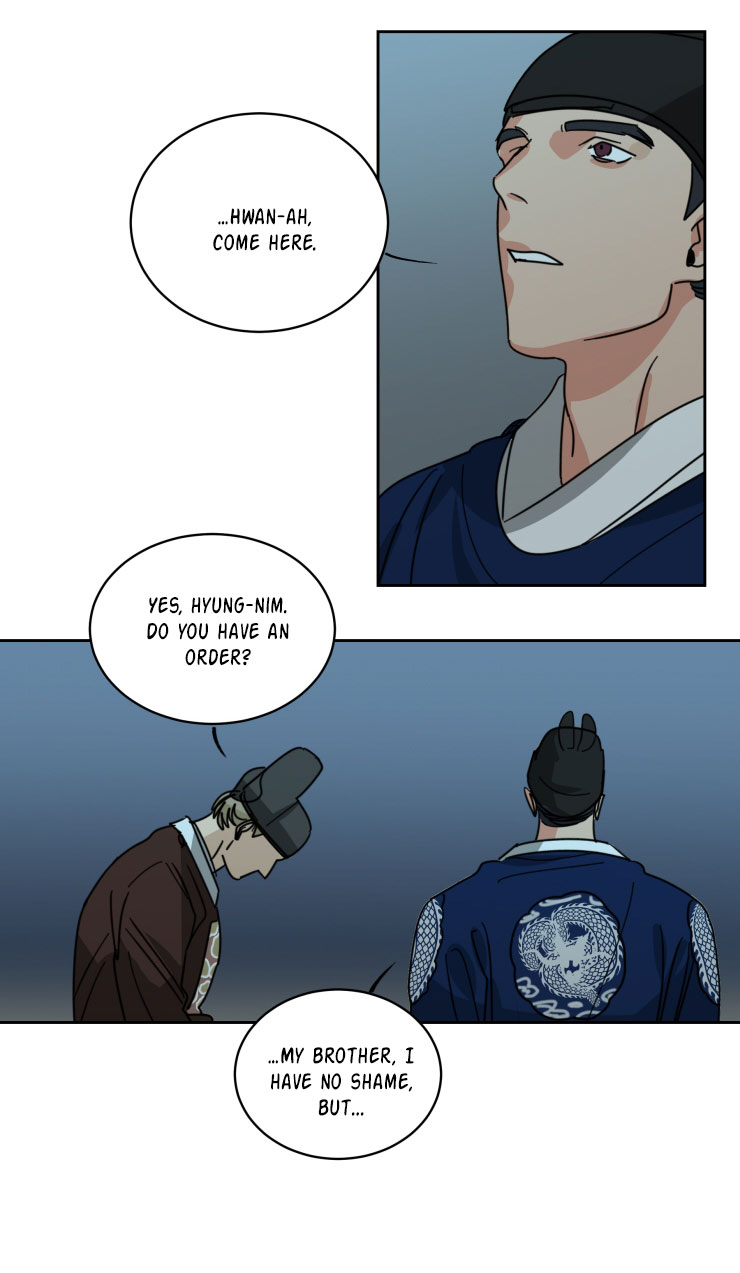 ...HWAN-AH,
COME HERE.
YES, HYUNG-NIM.
DO YOU HAVE AN
ORDER?
...MY BROTHER, I
HAVE NO SHAME,
BUT...